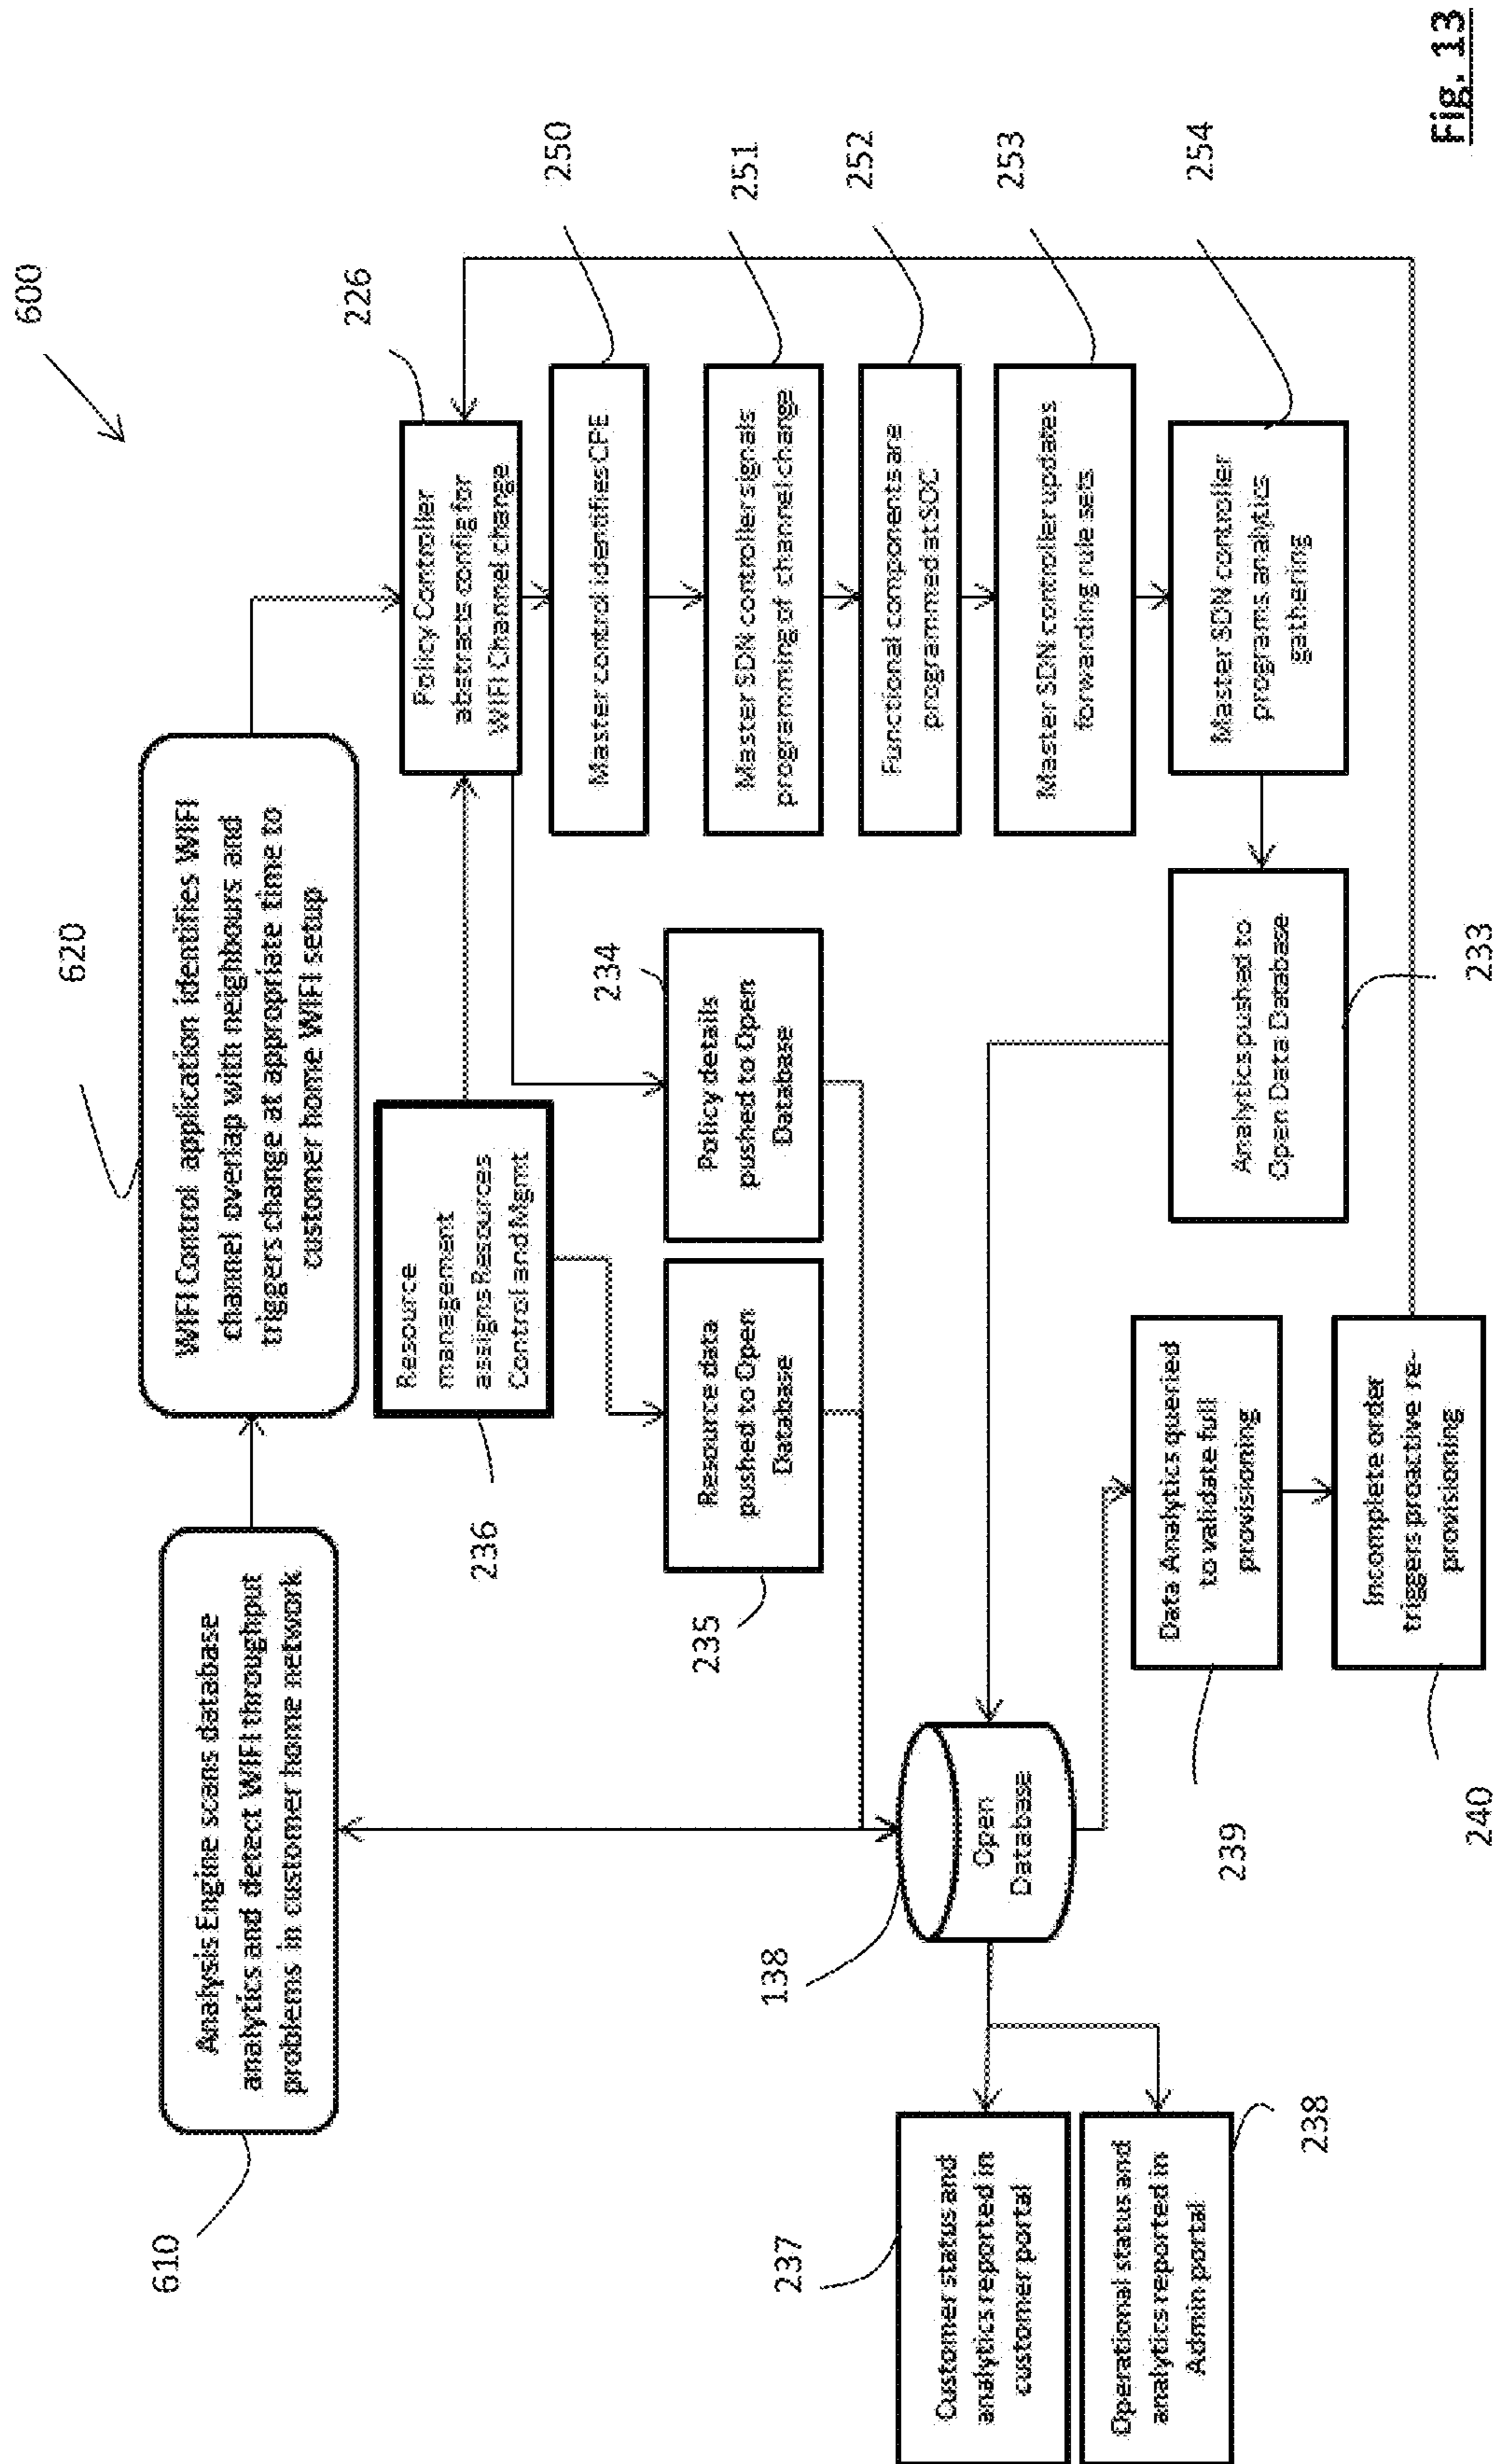 600
610
Analysis Engine scans database
analytics and detect WIFI throughput
problems in customer home network
620
WIFI Control application identifies WIFI
channel overlap with neighbours and
triggers change at appropriate time to
customer home WIFI setup
236
Resource
management
assigns Resources
Control and Mgmt
226
Policy Controller
abstracts config for
WIFI Channel change
250
Master control identifies CPE
251
Master SDN controller signals
programming of channel change
252
Functional components are
programmed at SOC
253
Master SDN controller updates
forwarding rule sets
254
Master SDN controller
programs analytics
gathering
235
Resource data
pushed to Open
Database
234
Policy details
pushed to Open
Database
233
Analytics pushed to
Open Data Database
138
Open
Database
237
Customer status and
analytics reported in
customer portal
238
Operational status and
analytics reported in
Admin portal
239
Data Analytics queried
to validate full
provisioning
240
Incomplete order
triggers proactive re-
provisioning
Fig. 13